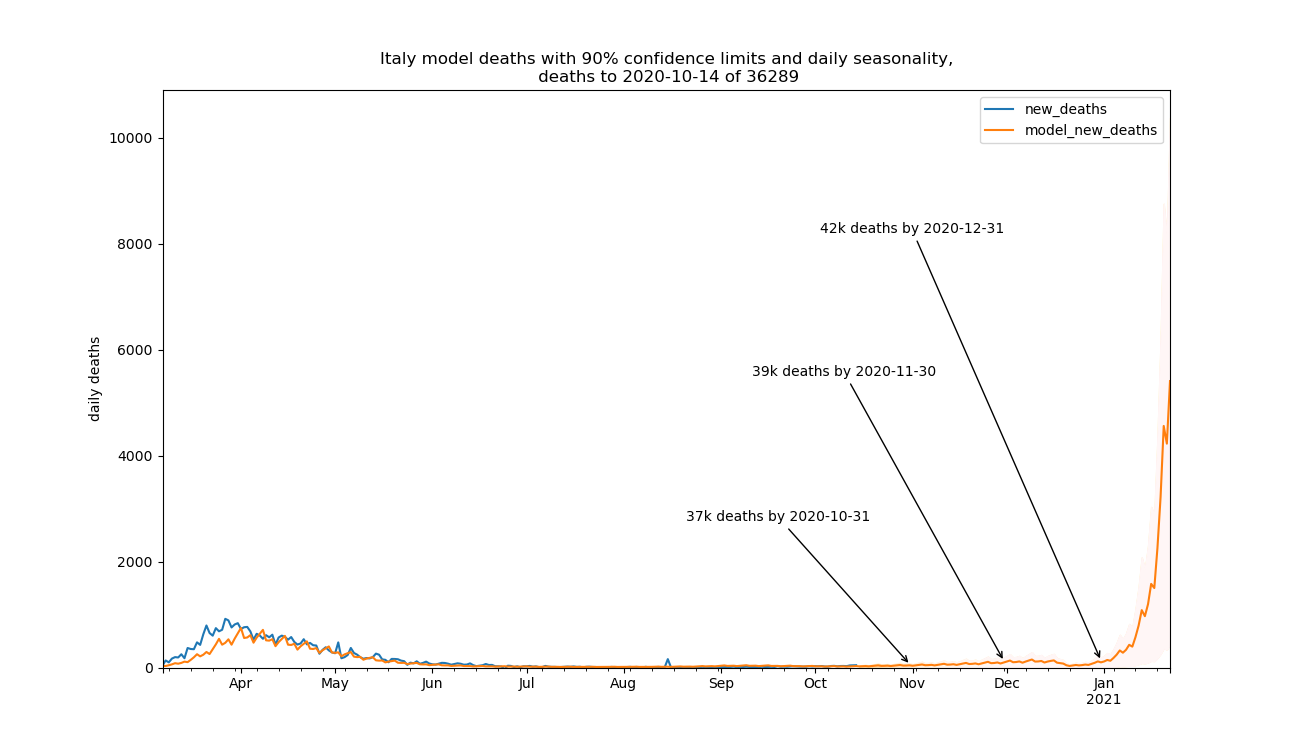 Italy model deaths with 90% confidence limits and daily seasonality,
deaths to 2020-10-14 of 36289
new_deaths
model_new_deaths
10000
8000
6000
4000
2000
0
daily deaths
42k deaths by 2020-12-31
39k deaths by 2020-11-30
37k deaths by 2020-10-31
Apr May Jun Jul Aug Sep Oct Nov Dec Jan
2021